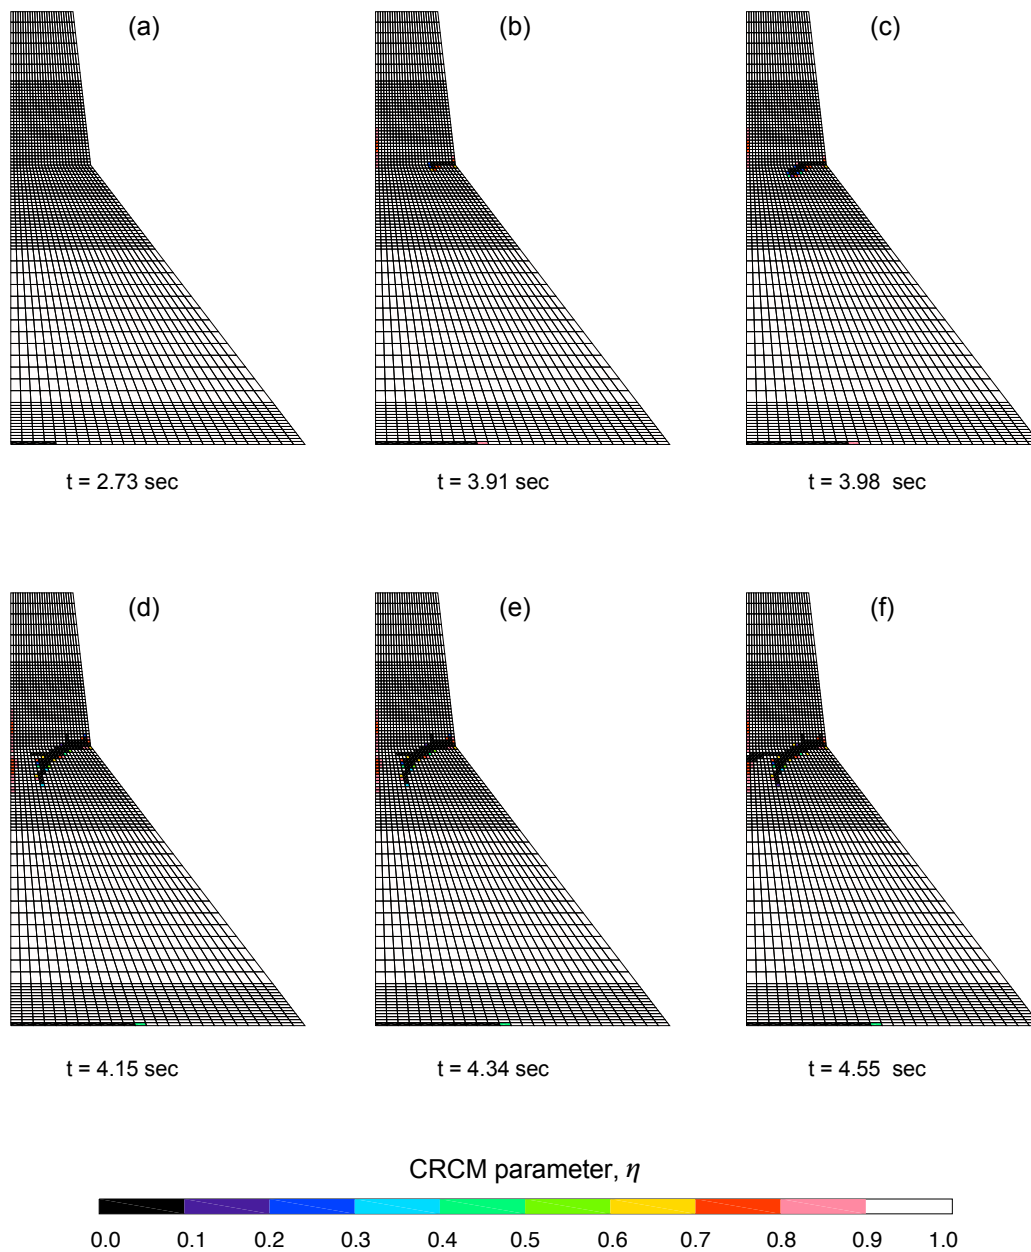 (a) (b) (c)
t = 2.73 sec t = 3.91 sec t = 3.98 sec
(d) (e) (f)
t = 4.15 sec t = 4.34 sec t = 4.55 sec
CRCM parameter, η
0.0 0.1 0.2 0.3 0.4 0.5 0.6 0.7 0.8 0.9 1.0